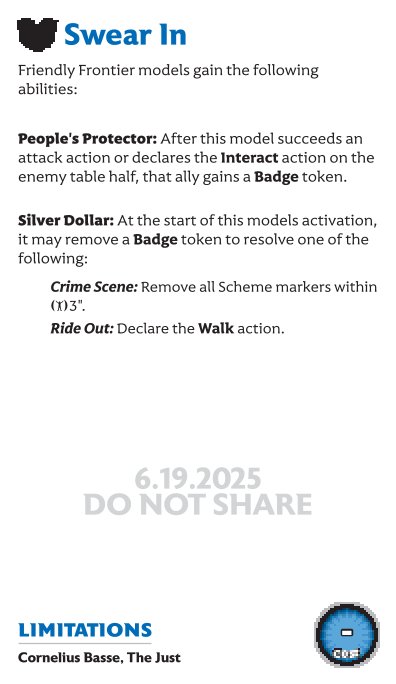 Swear In
Friendly Frontier models gain the following
abilities:
People's Protector: After this model succeeds an
attack action or declares the Interact action on the
enemy table half, that ally gains a Badge token.
Silver Dollar: At the start of this models activation,
it may remove a Badge token to resolve one of the
following:
Crime Scene: Remove all Scheme markers within
3".
Ride Out: Declare the Walk action.
6.19.2025
DO NOT SHARE
LIMITATIONS
Cornelius Basse, The Just